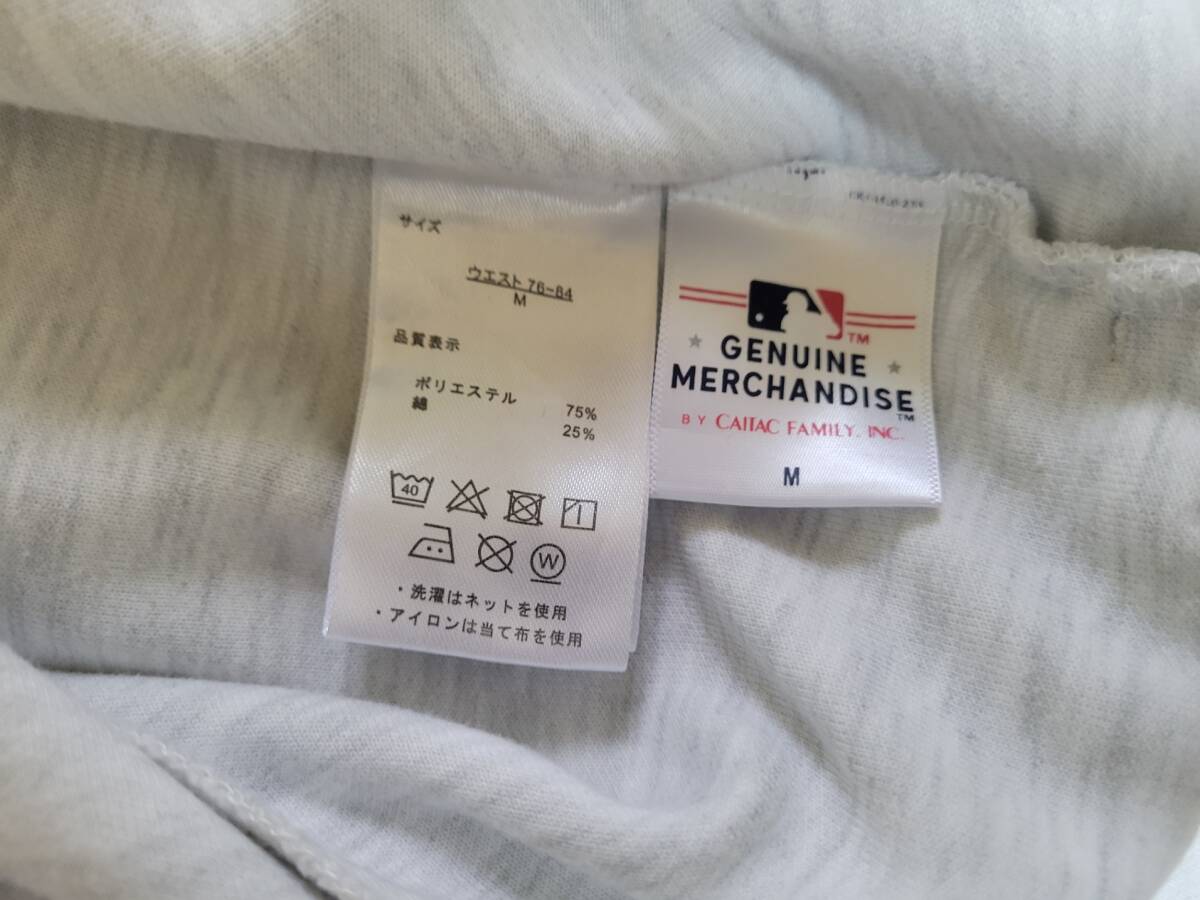 サイズ
ウエスト 76-84
M
品質表示
ポリエステル 75%
綿 25%
40
W
・洗濯はネットを使用
・アイロンは当て布を使用
TM
GENUINE
MERCHANDISE
TM
BY CAITAC FAMILY, INC.
M